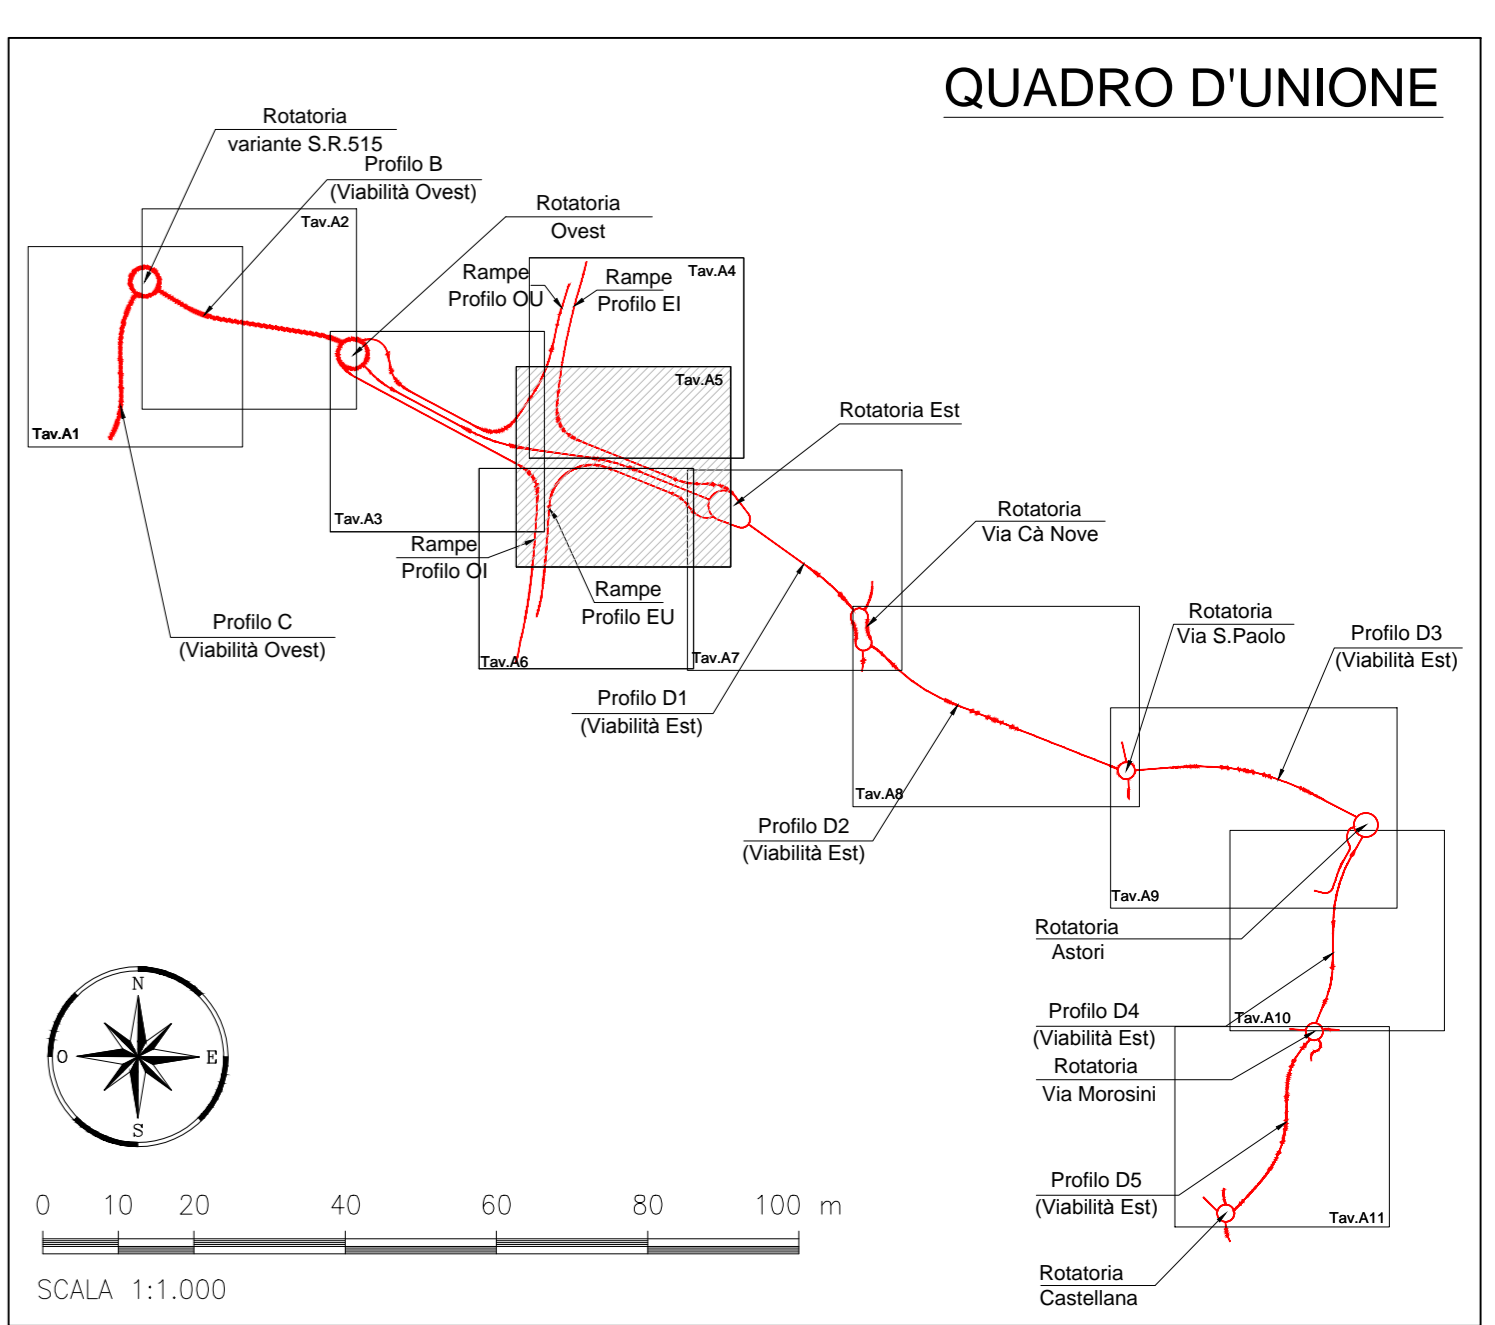 QUADRO D'UNIONE
Rotatoria
variante S.R.515
Profilo B
(Viabilità Ovest)
Tav.A2
Rotatoria
Ovest
Rampe
Profilo OU
Rampe
Profilo EI
Tav.A4
Tav.A5
Rotatoria Est
Tav.A1
Tav.A3
Rotatoria
Via Cà Nove
Rampe
Profilo OI
Rampe
Profilo EU
Profilo C
(Viabilità Ovest)
Rotatoria
Via S.Paolo
Profilo D3
(Viabilità Est)
Tav.A6
Tav.A7
Profilo D1
(Viabilità Est)
Tav.A8
Profilo D2
(Viabilità Est)
Tav.A9
Rotatoria
Astori
Profilo D4
(Viabilità Est)
Tav.A10
Rotatoria
Via Morosini
Profilo D5
(Viabilità Est)
Tav.A11
Rotatoria
Castellana
N
O
E
S
0 10 20 40 60 80 100 m
SCALA 1:1.000